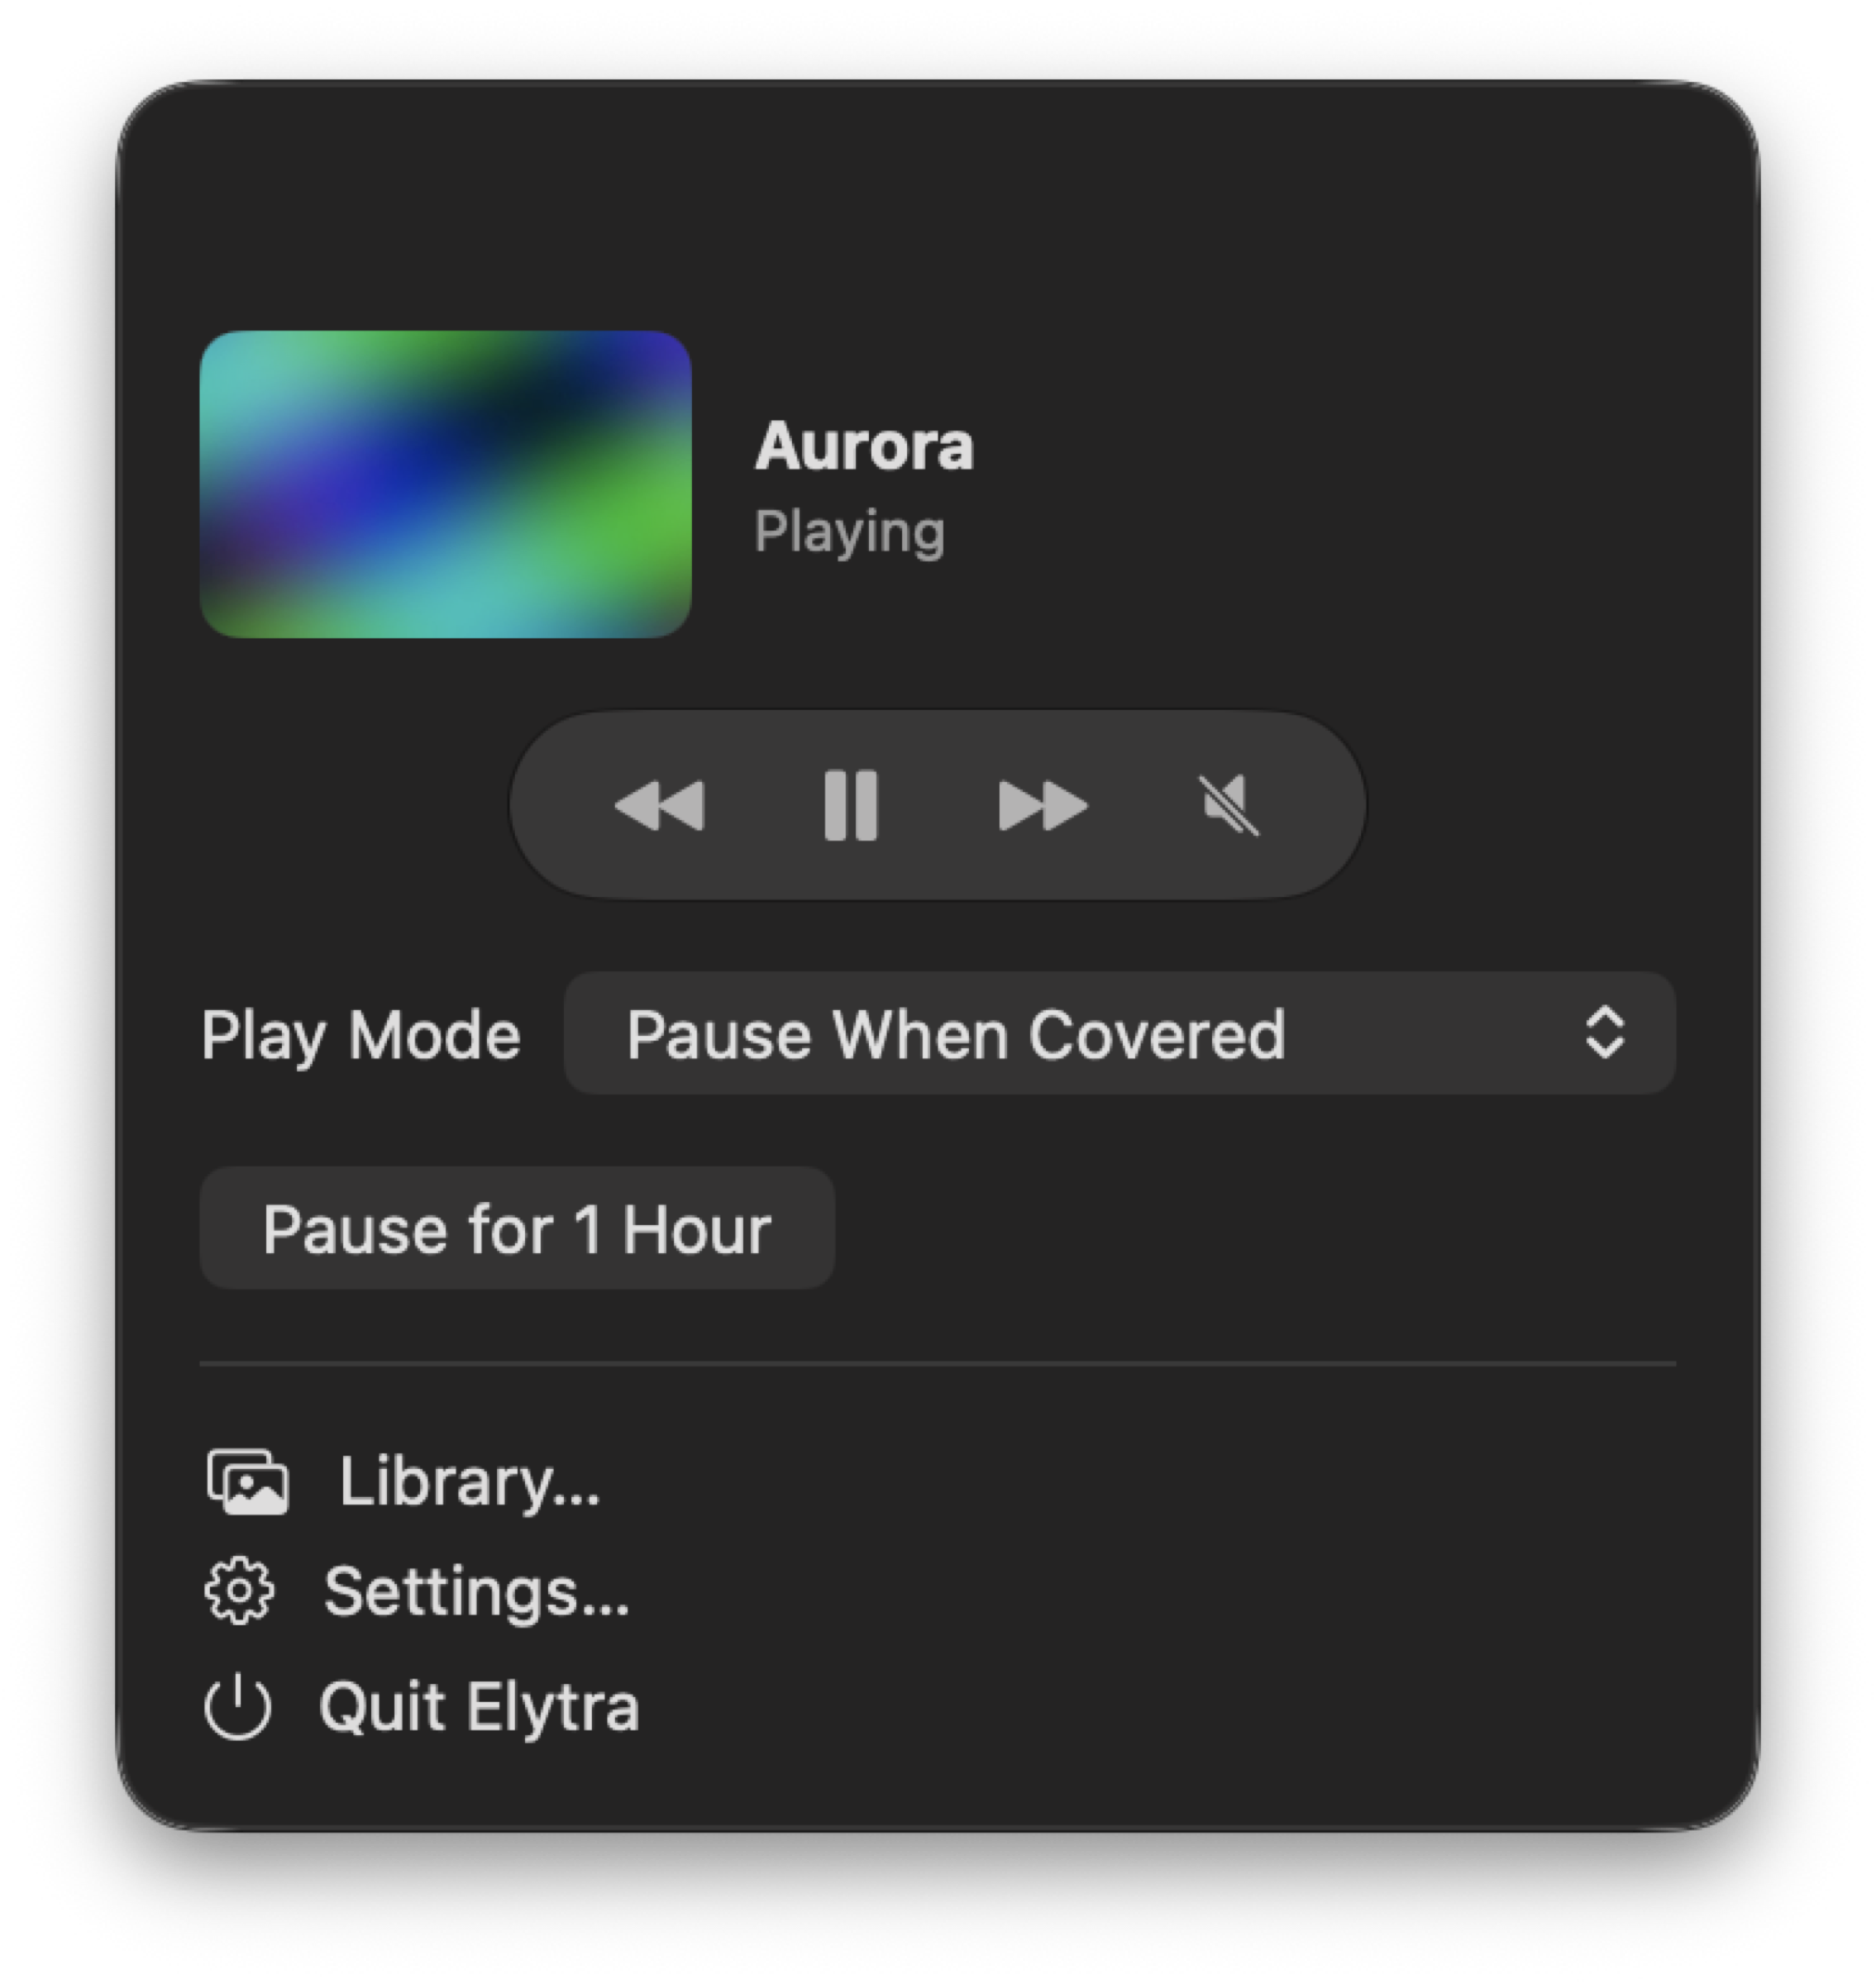 Aurora
Playing
Play Mode
Pause When Covered
Pause for 1 Hour
Library...
Settings...
Quit Elytra